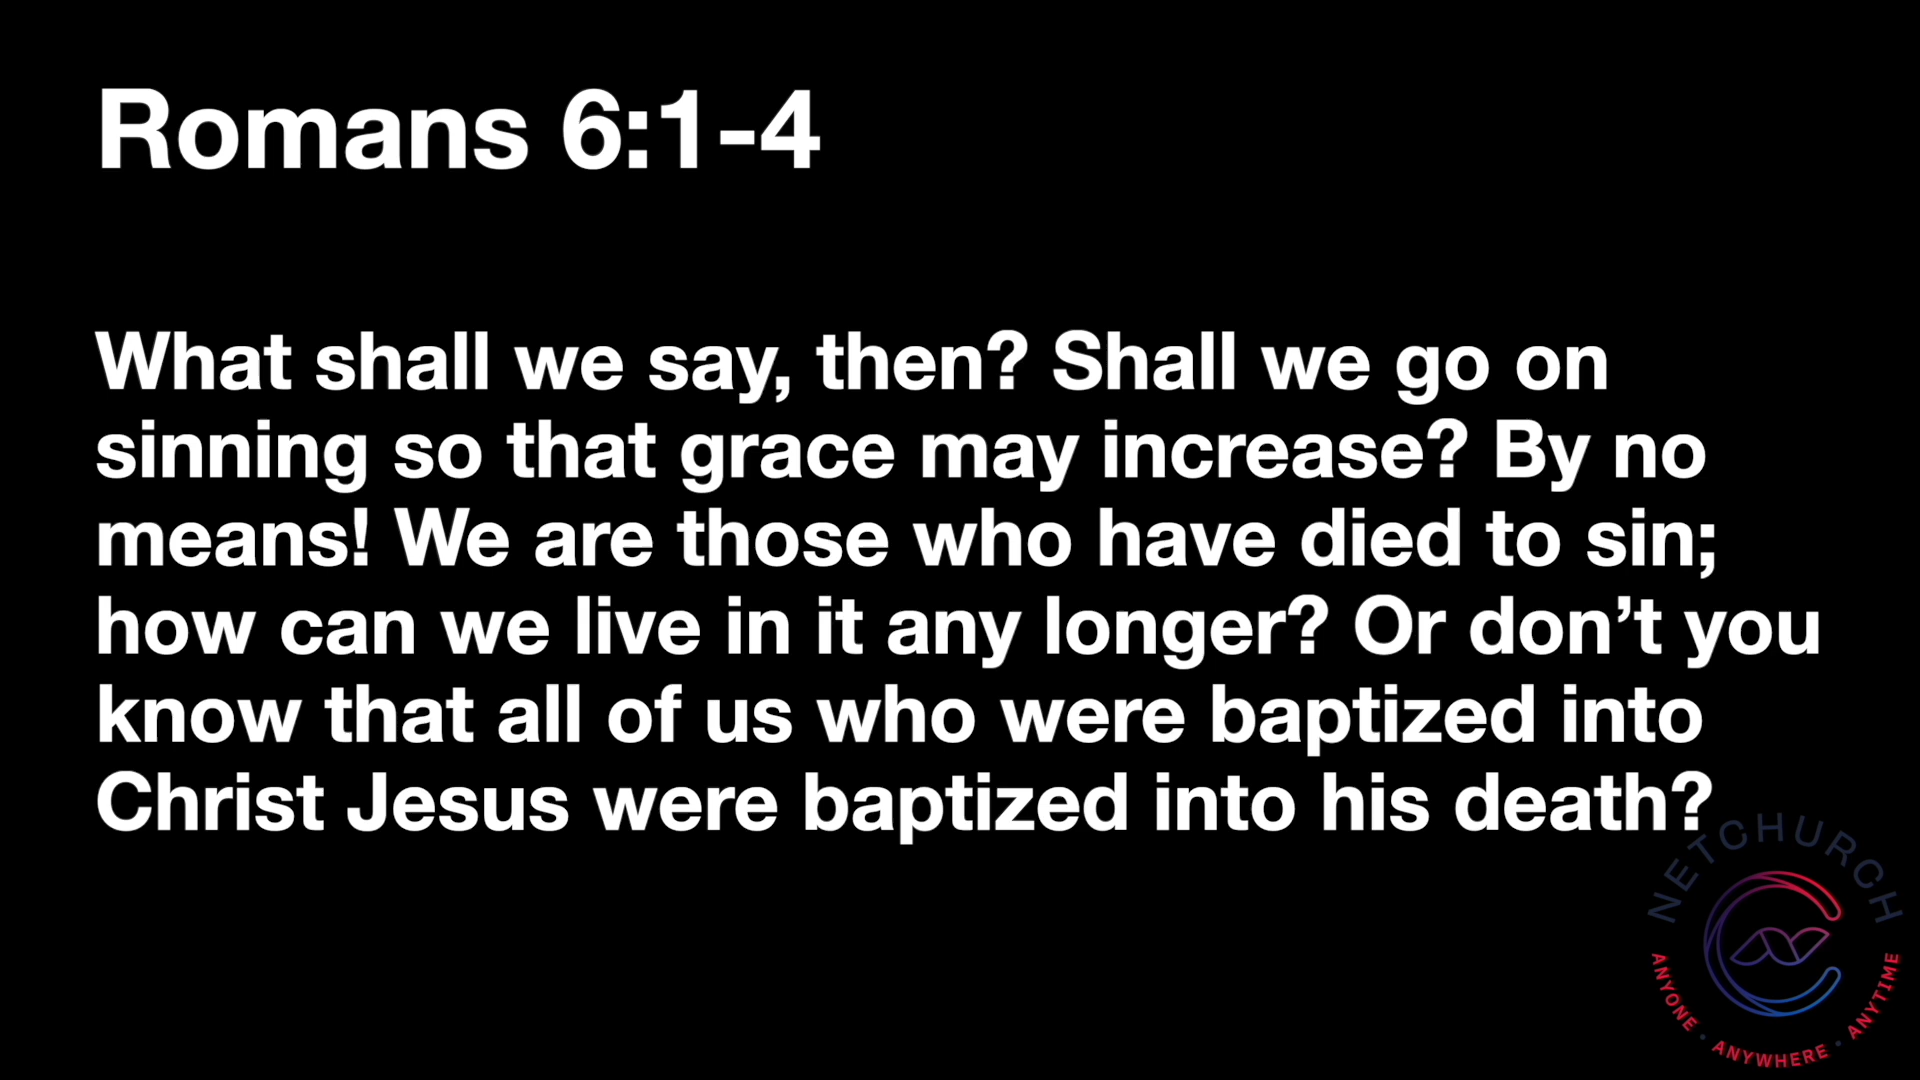 Romans 6:1-4
What shall we say, then? Shall we go on
sinning so that grace may increase? By no
means! We are those who have died to sin;
how can we live in it any longer? Or don’t you
know that all of us who were baptized into
Christ Jesus were baptized into his death?
NETCHURCH
ANYONE · ANYWHERE · ANYTIME